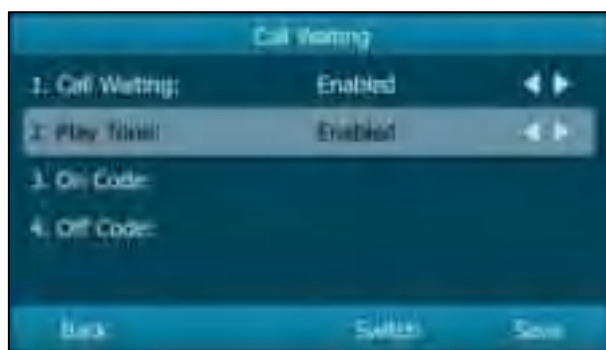 Call Waiting
1. Call Waiting: Enabled
2. Play Tone: Enabled
3. On Code:
4. Off Code:
Back Switch Save